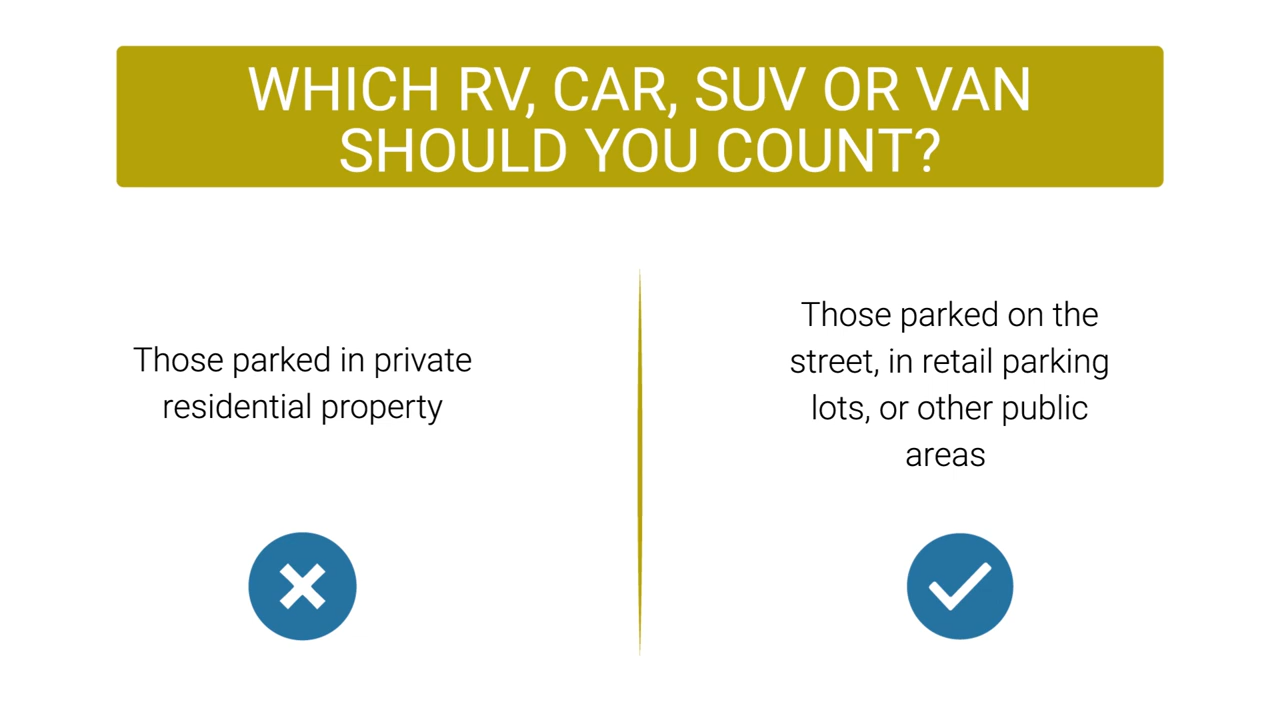 WHICH RV, CAR, SUV OR VAN
SHOULD YOU COUNT?
Those parked in private
residential property
Those parked on the
street, in retail parking
lots, or other public
areas